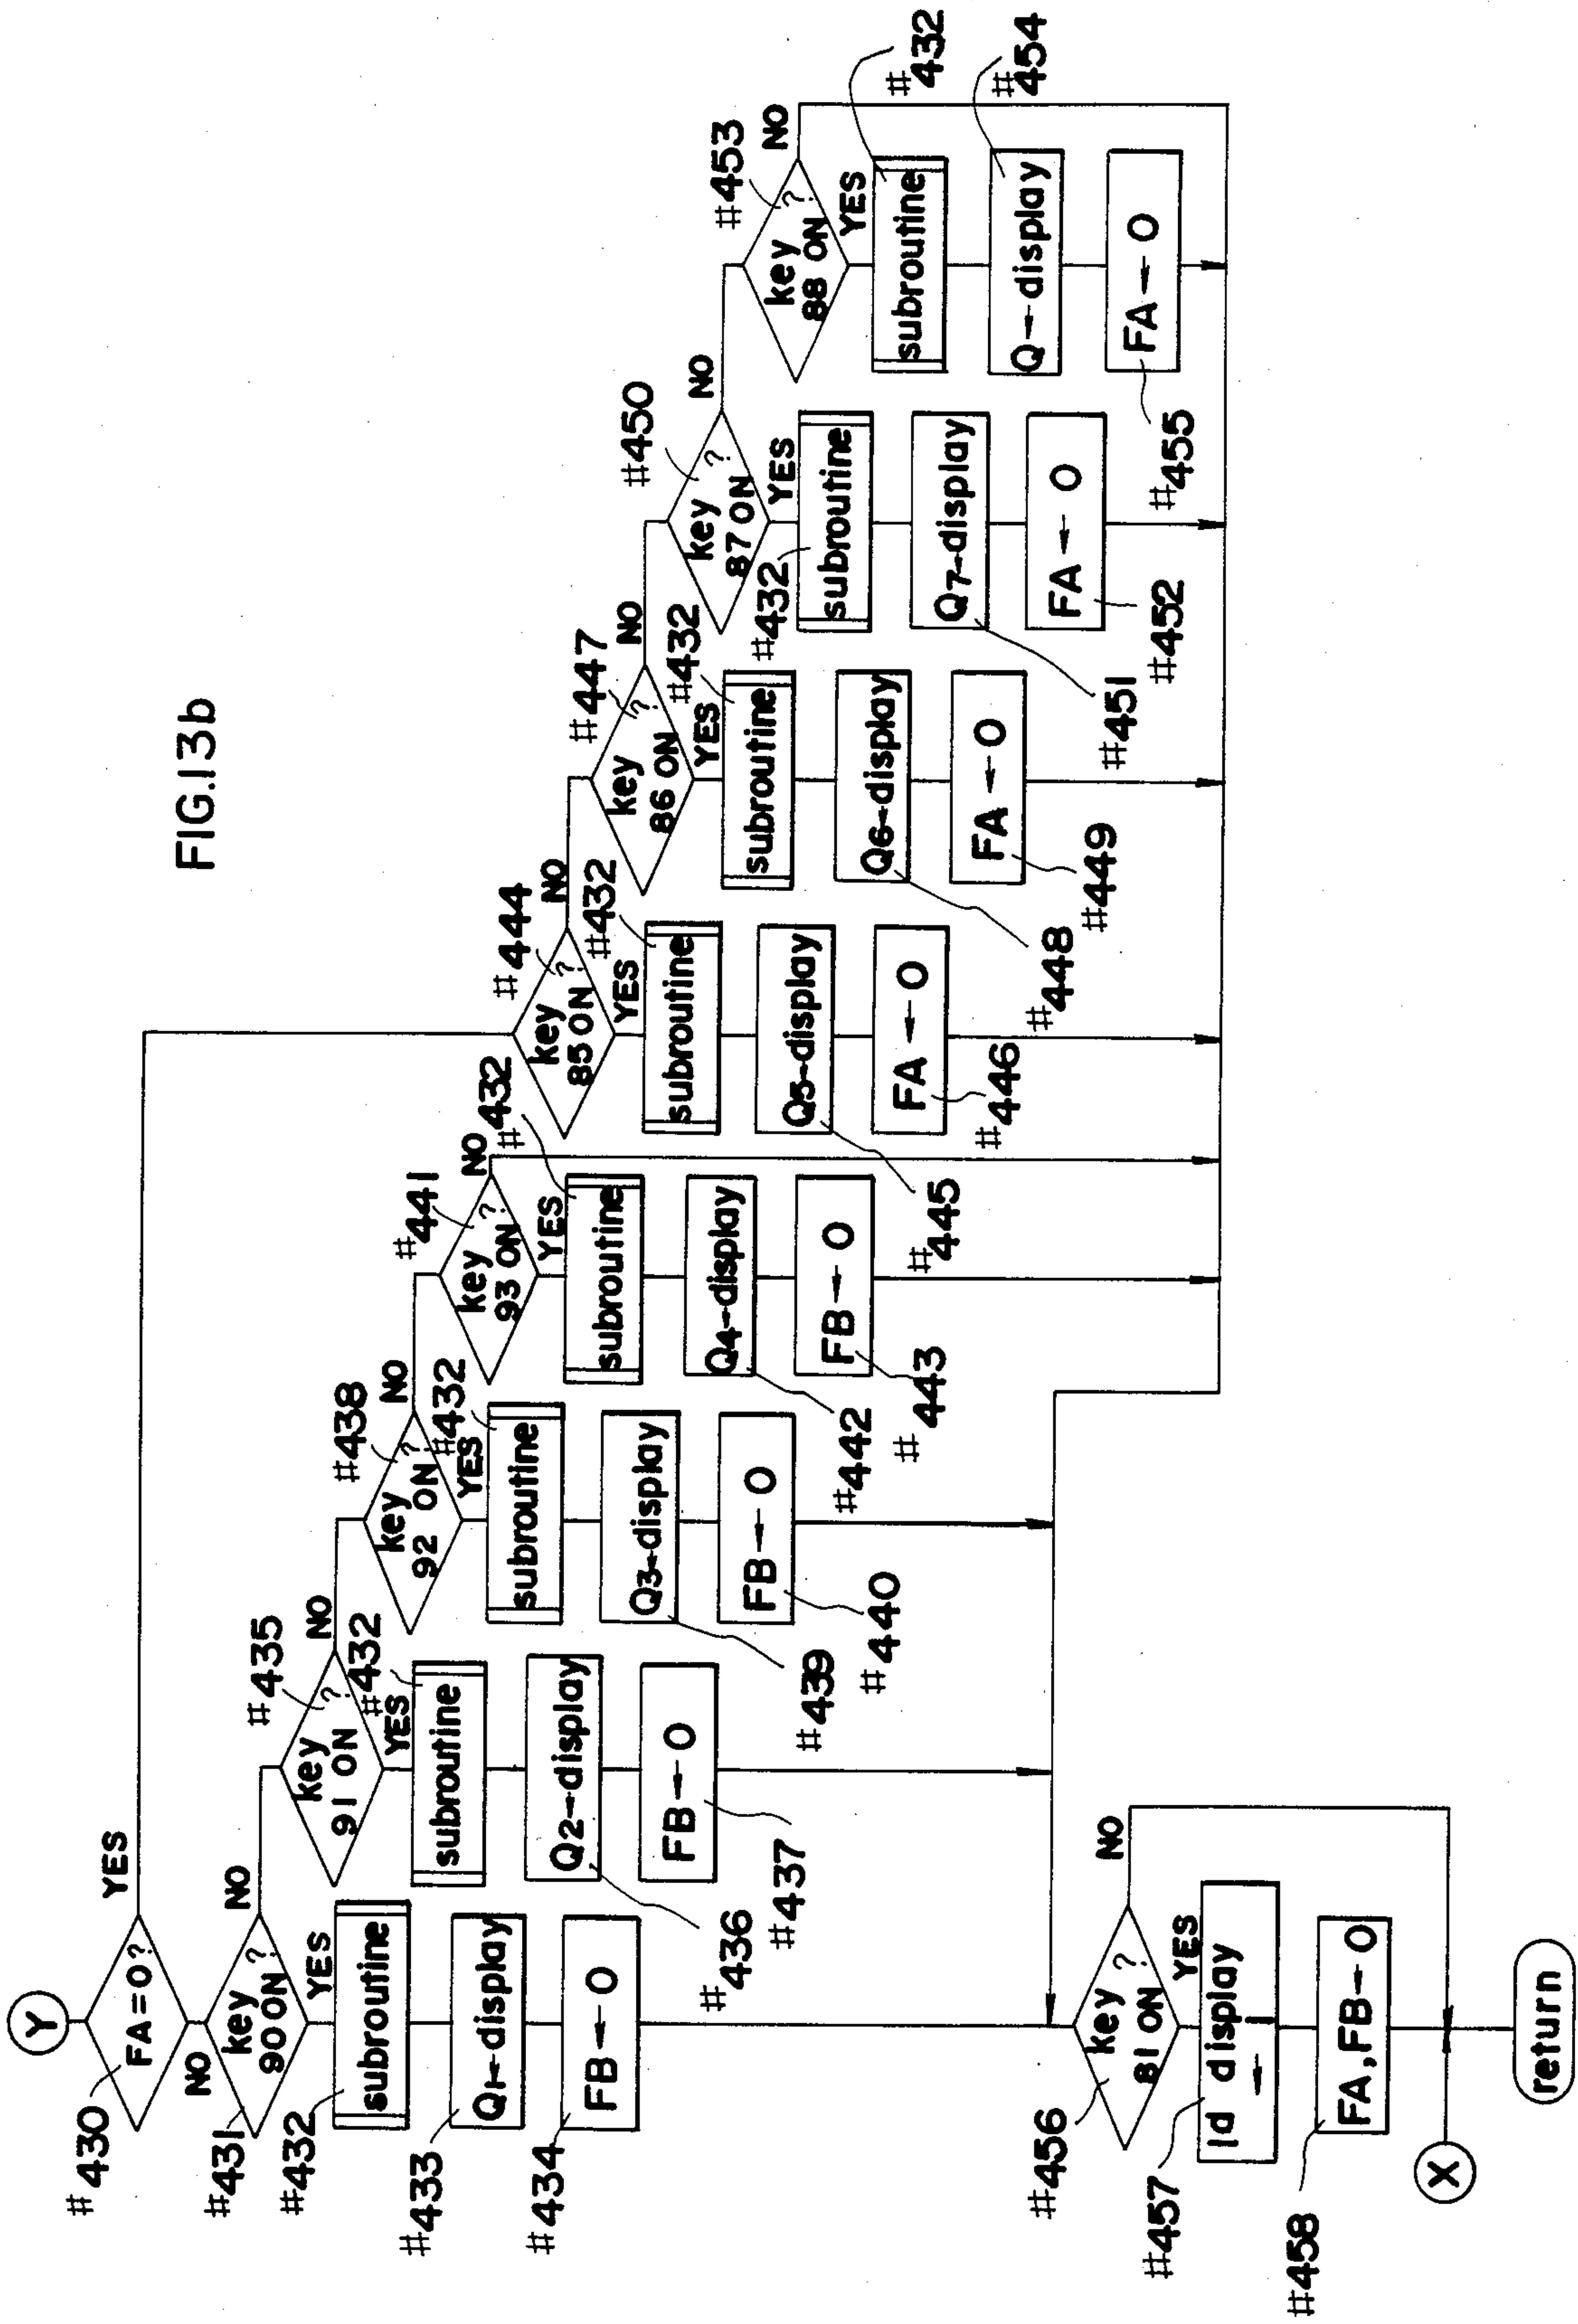 FIG.13b
Y
#430
FA=0?
YES
NO
#431
key
90 ON ?
NO
YES
#432
subroutine
#433
Q1←display
#434
FB←0
#435
key
91 ON ?
NO
YES
#432
subroutine
#436
Q2→display
#437
FB←0
#438
key
92 ON ?
NO
YES
#432
subroutine
#439
Q3←display
#440
FB←0
#441
key
93 ON ?
NO
YES
#432
subroutine
#442
Q4→display
#443
FB←0
#444
key
85 ON ?
NO
YES
#432
subroutine
#445
Q5←display
#446
FA←0
#447
key
86 ON ?
NO
YES
#432
subroutine
#448
Q6←display
#449
FA←0
#450
key
87 ON ?
NO
YES
#432
subroutine
#451
Q7←display
#452
FA←0
#453
key
88 ON ?
NO
YES
#432
subroutine
#454
Q←display
#455
FA←0
#456
key
81 ON ?
NO
YES
#457
Id display
←
#458
FA,FB←0
X
return